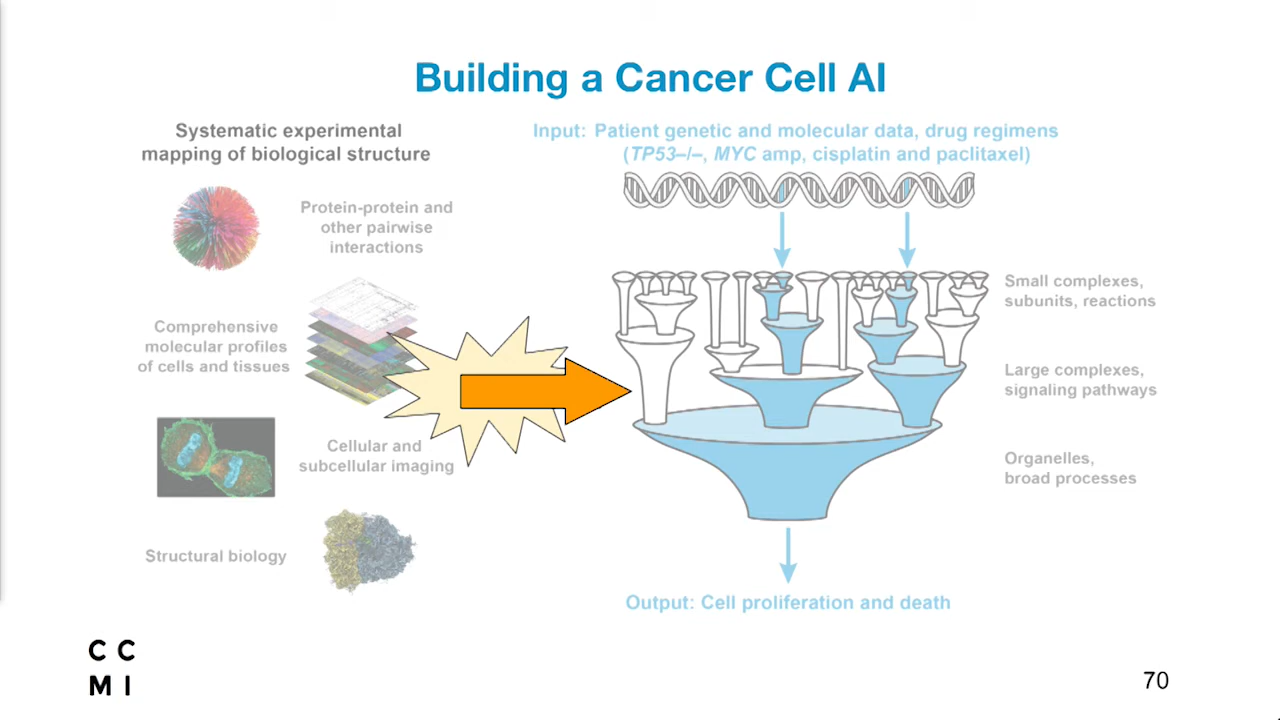 Building a Cancer Cell AI
Systematic experimental
mapping of biological structure
Protein-protein and
other pairwise
interactions
Comprehensive
molecular profiles
of cells and tissues
Cellular and
subcellular imaging
Structural biology
Input: Patient genetic and molecular data, drug regimens
(TP53–/–, MYC amp, cisplatin and paclitaxel)
Small complexes,
subunits, reactions
Large complexes,
signaling pathways
Organelles,
broad processes
Output: Cell proliferation and death
C C
M I
70